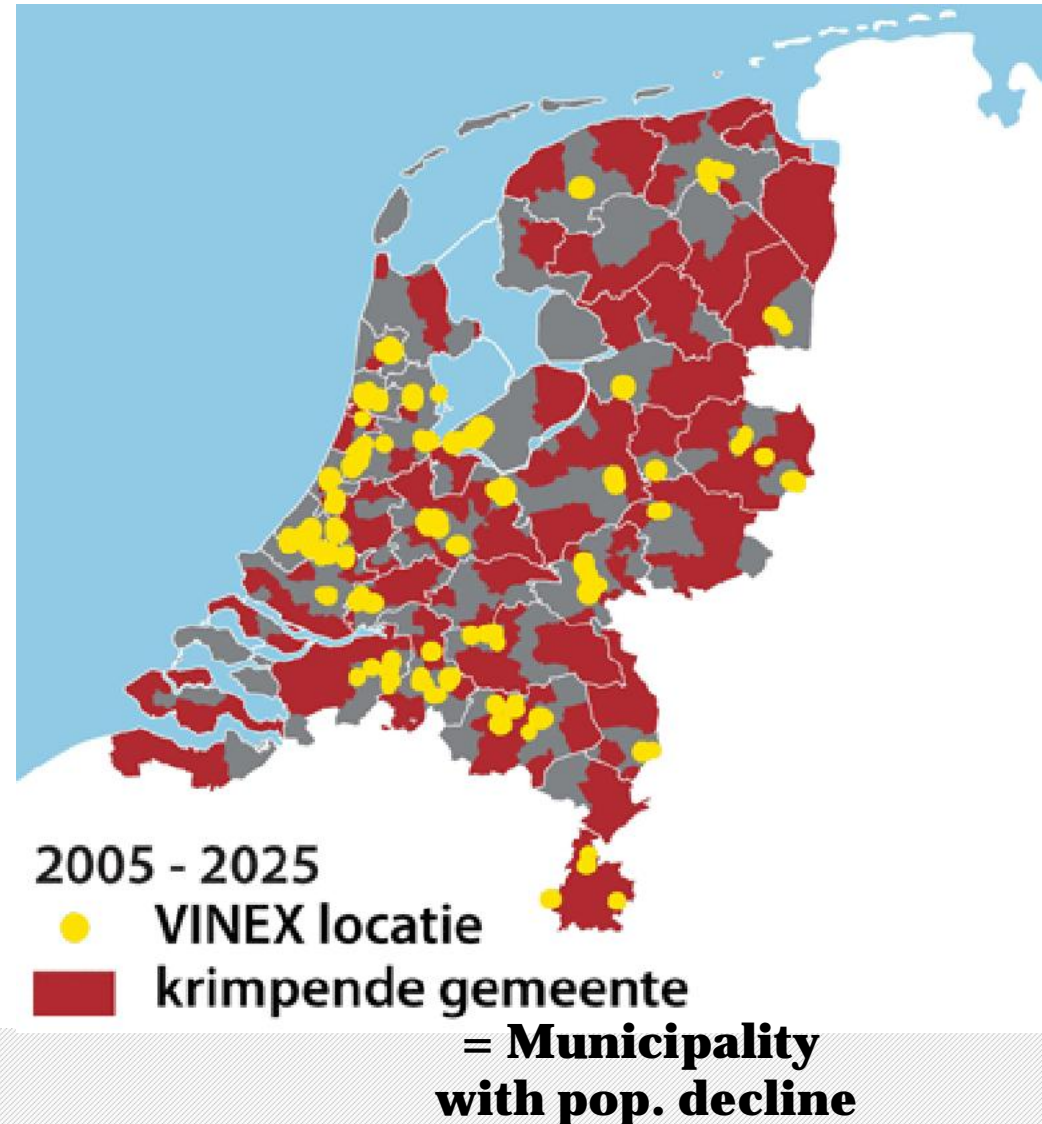 2005 - 2025
VINEX locatie
krimpende gemeente
= Municipality
with pop. decline